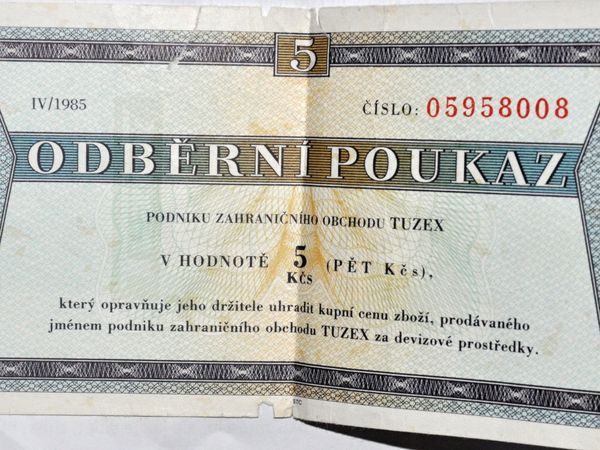 5
IV/1985 ČÍSLO: 05958008
ODBĚRNÍ POUKAZ
PODNIKU ZAHRANIČNÍHO OBCHODU TUZEX
V HODNOTĚ 5 KČS (PĚT Kčs),
který opravňuje jeho držitele uhradit kupní cenu zboží, prodávaného
jménem podniku zahraničního obchodu TUZEX za devizové prostředky.
STC